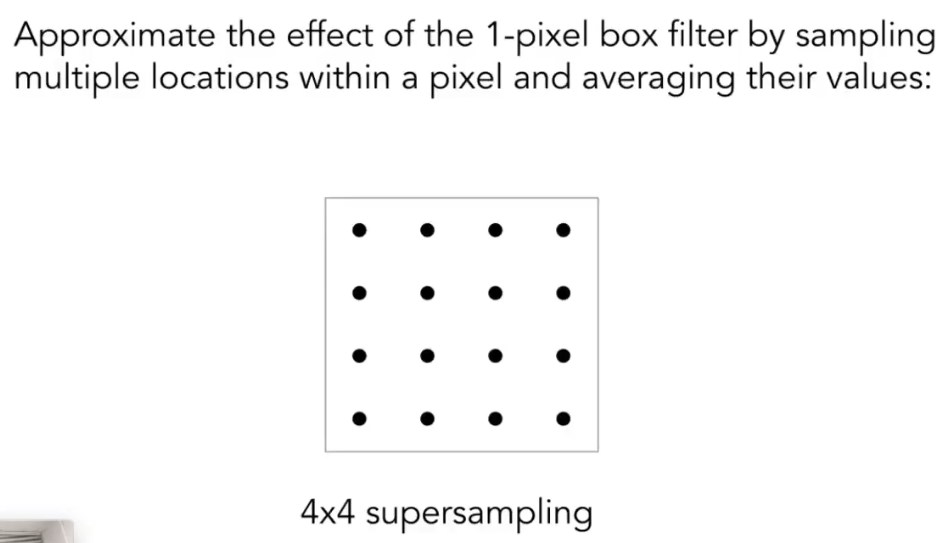 Approximate the effect of the 1-pixel box filter by sampling
multiple locations within a pixel and averaging their values:
4x4 supersampling